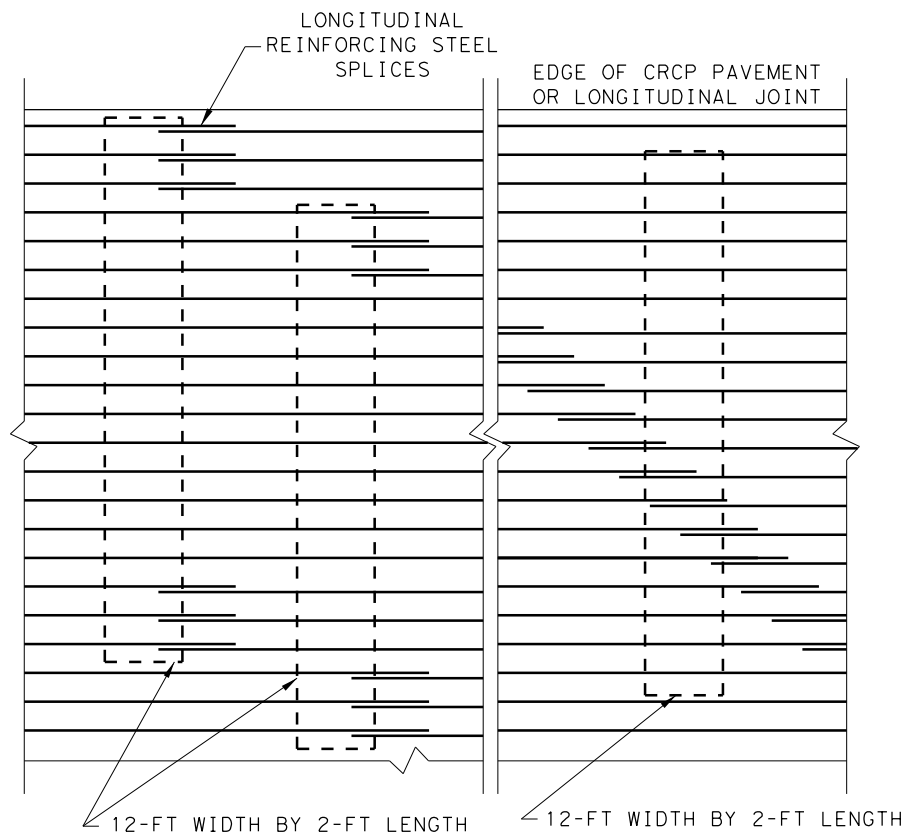 LONGITUDINAL
REINFORCING STEEL
SPLICES
EDGE OF CRCP PAVEMENT
OR LONGITUDINAL JOINT
12-FT WIDTH BY 2-FT LENGTH
12-FT WIDTH BY 2-FT LENGTH